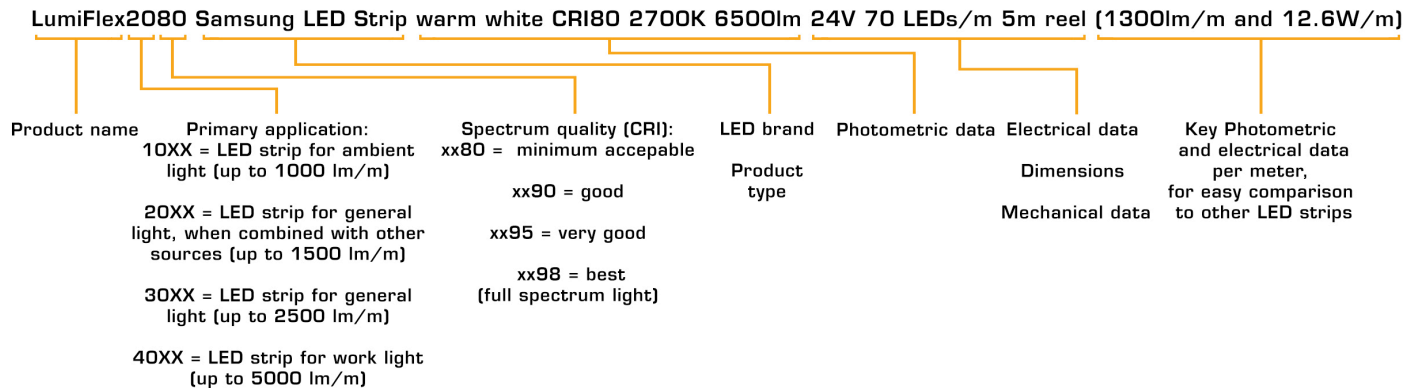 LumiFlex2080 Samsung LED Strip warm white CRI80 2700K 6500lm 24V 70 LEDs/m 5m reel (1300lm/m and 12.6W/m)
Product name
Primary application:
10XX = LED strip for ambient
light (up to 1000 lm/m)
20XX = LED strip for general
light, when combined with other
sources (up to 1500 lm/m)
30XX = LED strip for general
light (up to 2500 lm/m)
40XX = LED strip for work light
(up to 5000 lm/m)
Spectrum quality (CRI):
xx80 = minimum accepable
xx90 = good
xx95 = very good
xx98 = best
(full spectrum light)
LED brand
Product
type
Photometric data
Electrical data
Dimensions
Mechanical data
Key Photometric
and electrical data
per meter,
for easy comparison
to other LED strips